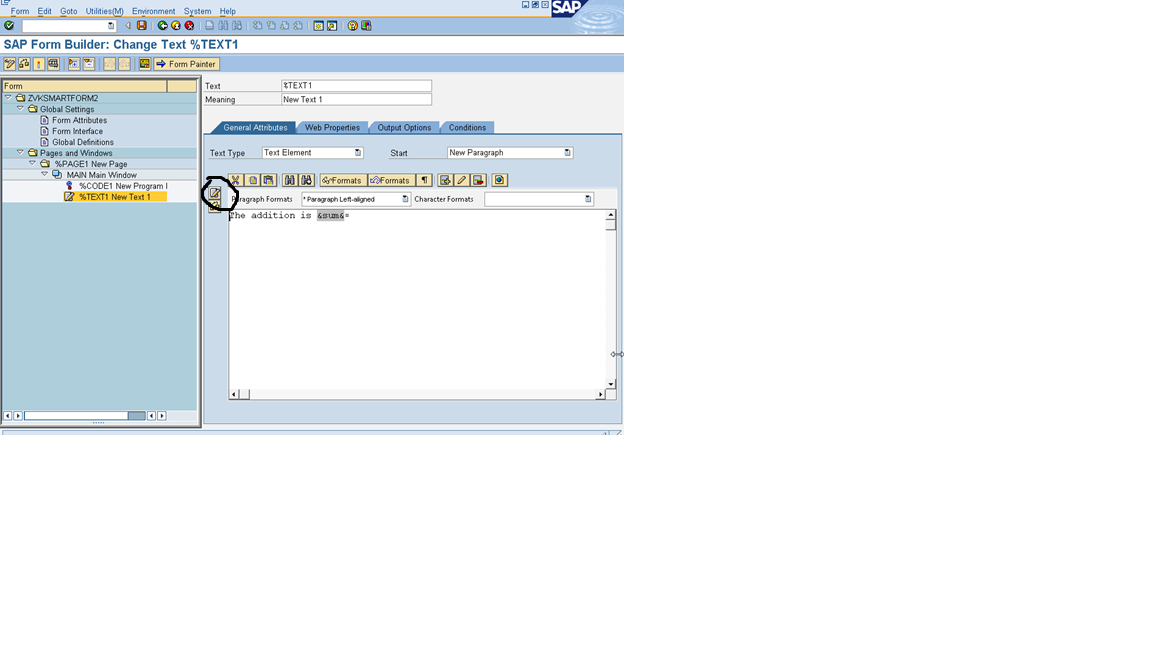 Form Edit Goto Utilities(M) Environment System Help
SAP
SAP Form Builder: Change Text %TEXT1
Form Painter
Form
ZVKSMARTFORM2
Global Settings
Form Attributes
Form Interface
Global Definitions
Pages and Windows
%PAGE1 New Page
MAIN Main Window
%CODE1 New Program l
%TEXT1 New Text 1
Text %TEXT1
Meaning New Text 1
General Attributes Web Properties Output Options Conditions
Text Type Text Element Start New Paragraph
Formats Formats ¶
Paragraph Formats * Paragraph Left-aligned Character Formats
The addition is &sum&¤